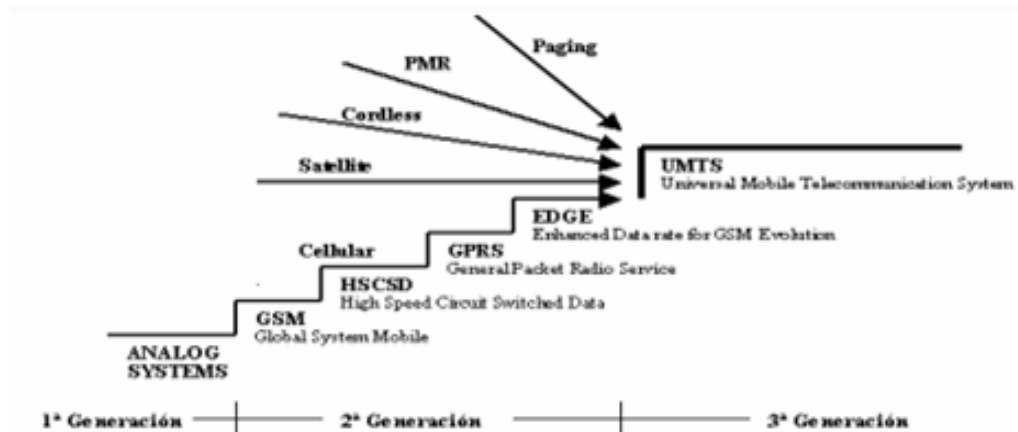 Paging
PMR
Cordless
Satellite
UMTS
Universal Mobile Telecommunication System
EDGE
Enhanced Data rate for GSM Evolution
Cellular
GPRS
General Packet Radio Service
HSCSD
High Speed Circuit Switched Data
GSM
Global System Mobile
ANALOG
SYSTEMS
1ª Generación
2ª Generación
3ª Generación